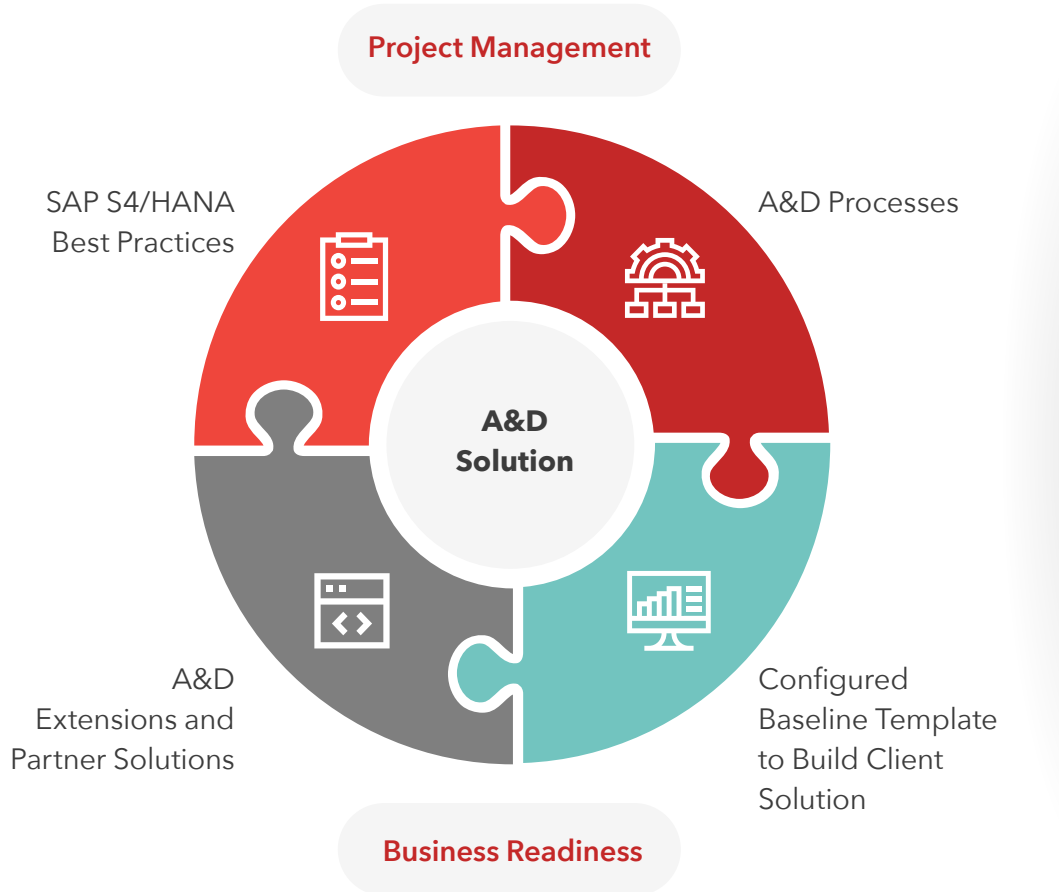 Project Management
SAP S4/HANA
Best Practices
A&D Processes
A&D
Solution
A&D
Extensions and
Partner Solutions
Configured
Baseline Template
to Build Client
Solution
Business Readiness